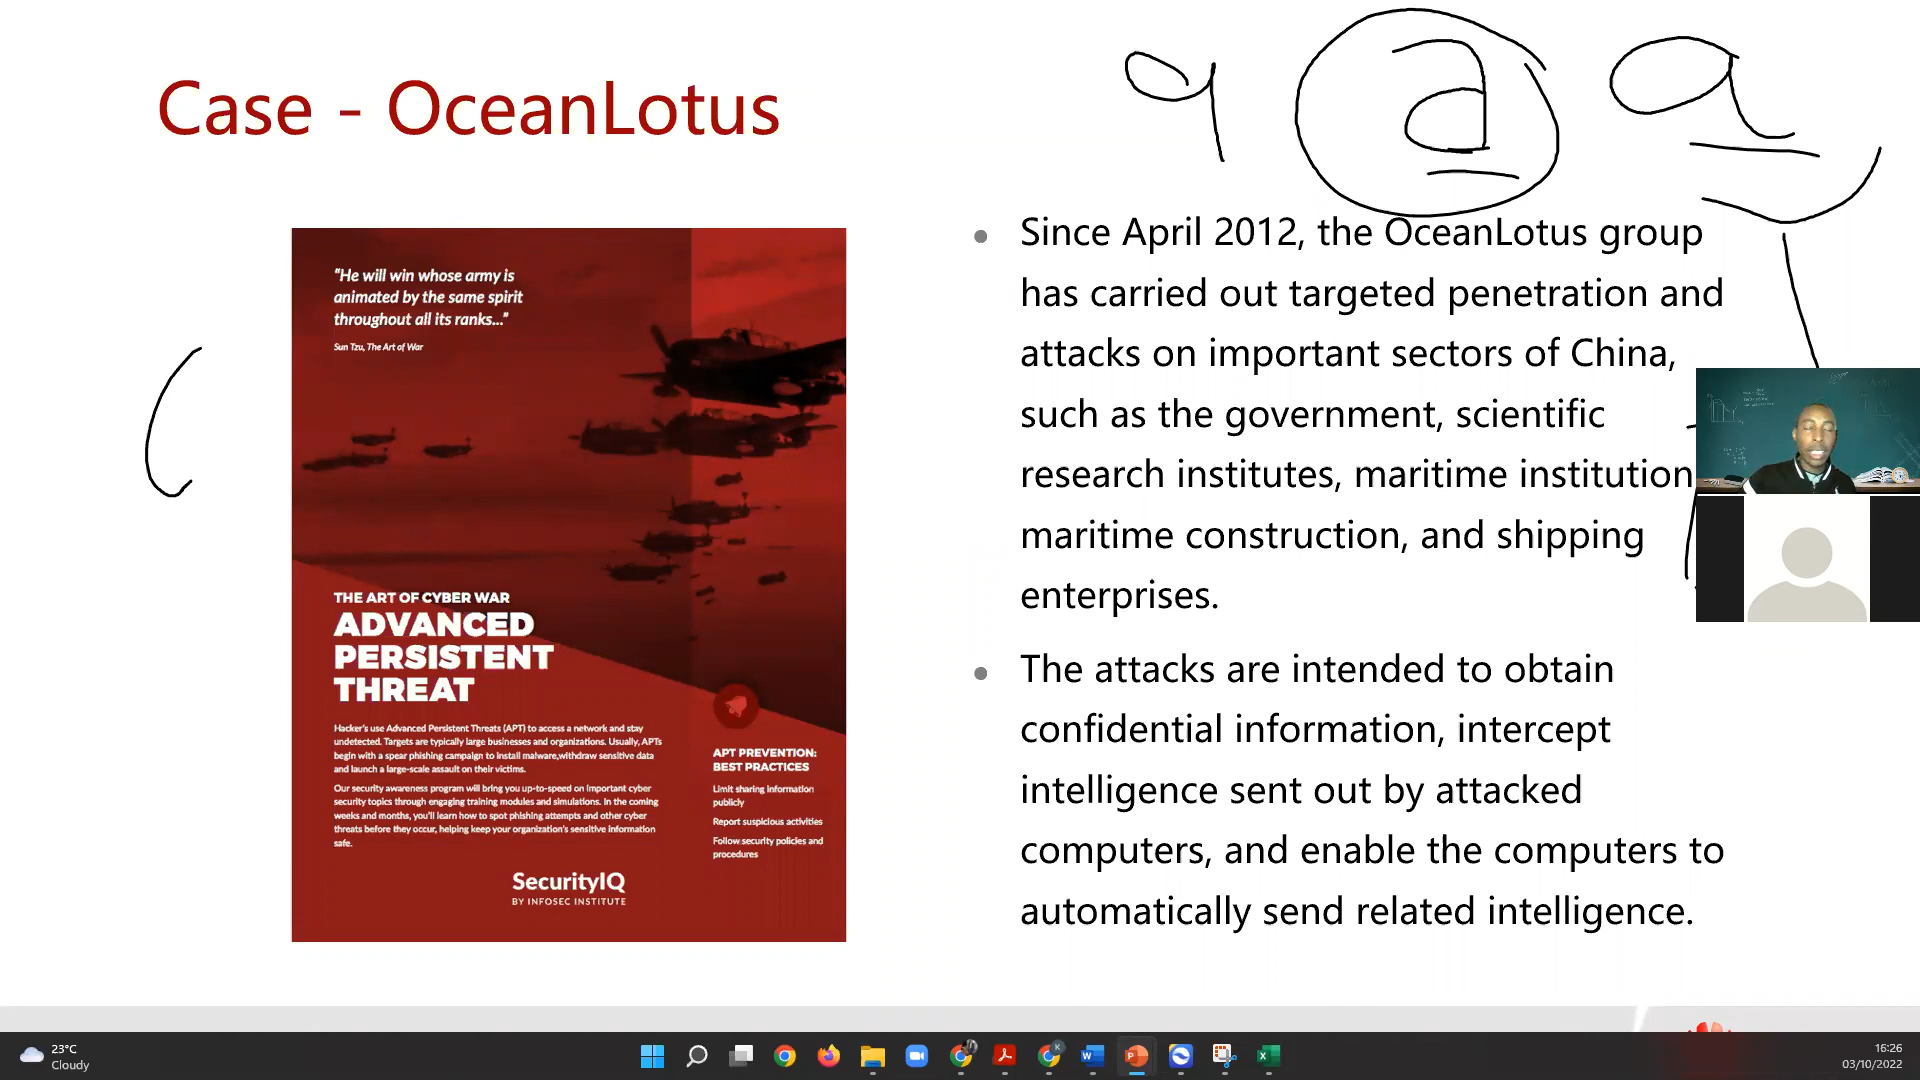 Case - OceanLotus
a a a
“He will win whose army is
animated by the same spirit
throughout all its ranks...”
Sun Tzu, The Art of War
THE ART OF CYBER WAR
ADVANCED
PERSISTENT
THREAT
Hacker's use Advanced Persistent Threats (APT) to access a network and stay
undetected. Targets are typically large businesses and organizations. Usually, APTs
begin with a spear phishing campaign to install malware,withdraw sensitive data
and launch a large-scale assault on their victims.
Our security awareness program will bring you up-to-speed on important cyber
security topics through engaging training modules and simulations. In the coming
weeks and months, you'll learn how to spot phishing attempts and other cyber
threats before they occur, helping keep your organization's sensitive information
safe.
APT PREVENTION:
BEST PRACTICES
Limit sharing information
publicly
Report suspicious activities
Follow security policies and
procedures
SecurityIQ
BY INFOSEC INSTITUTE
• Since April 2012, the OceanLotus group
has carried out targeted penetration and
attacks on important sectors of China,
such as the government, scientific
research institutes, maritime institution
maritime construction, and shipping
enterprises.
• The attacks are intended to obtain
confidential information, intercept
intelligence sent out by attacked
computers, and enable the computers to
automatically send related intelligence.
23°C
Cloudy
16:26
03/10/2022